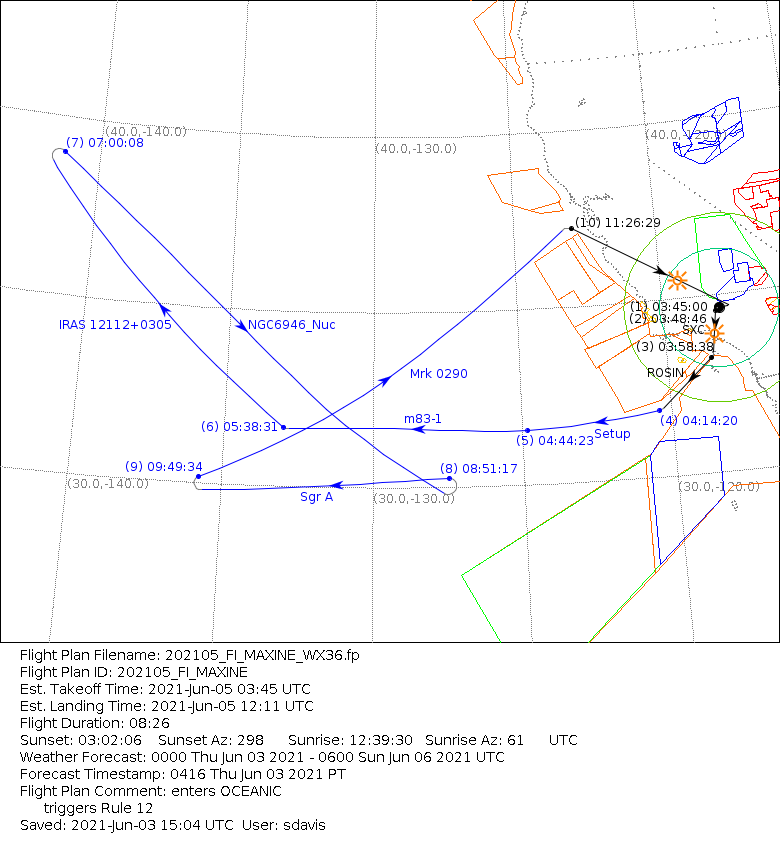 (40.0,-140.0)
(7) 07:00:08
(40.0,-130.0)
(40.0,-120.0)
(10) 11:26:29
(1) 03:45:00
(2) 03:48:46
SXC
IRAS 12112+0305
NGC6946_Nuc
(3) 03:58:38
Mrk 0290
ROSIN
m83-1
(4) 04:14:20
(6) 05:38:31
Setup
(5) 04:44:23
(9) 09:49:34
(8) 08:51:17
(30.0,-140.0)
Sgr A
(30.0,-130.0)
(30.0,-120.0)
Flight Plan Filename: 202105_FI_MAXINE_WX36.fp
Flight Plan ID: 202105_FI_MAXINE
Est. Takeoff Time: 2021-Jun-05 03:45 UTC
Est. Landing Time: 2021-Jun-05 12:11 UTC
Flight Duration: 08:26
Sunset: 03:02:06 Sunset Az: 298 Sunrise: 12:39:30 Sunrise Az: 61 UTC
Weather Forecast: 0000 Thu Jun 03 2021 - 0600 Sun Jun 06 2021 UTC
Forecast Timestamp: 0416 Thu Jun 03 2021 PT
Flight Plan Comment: enters OCEANIC
triggers Rule 12
Saved: 2021-Jun-03 15:04 UTC User: sdavis